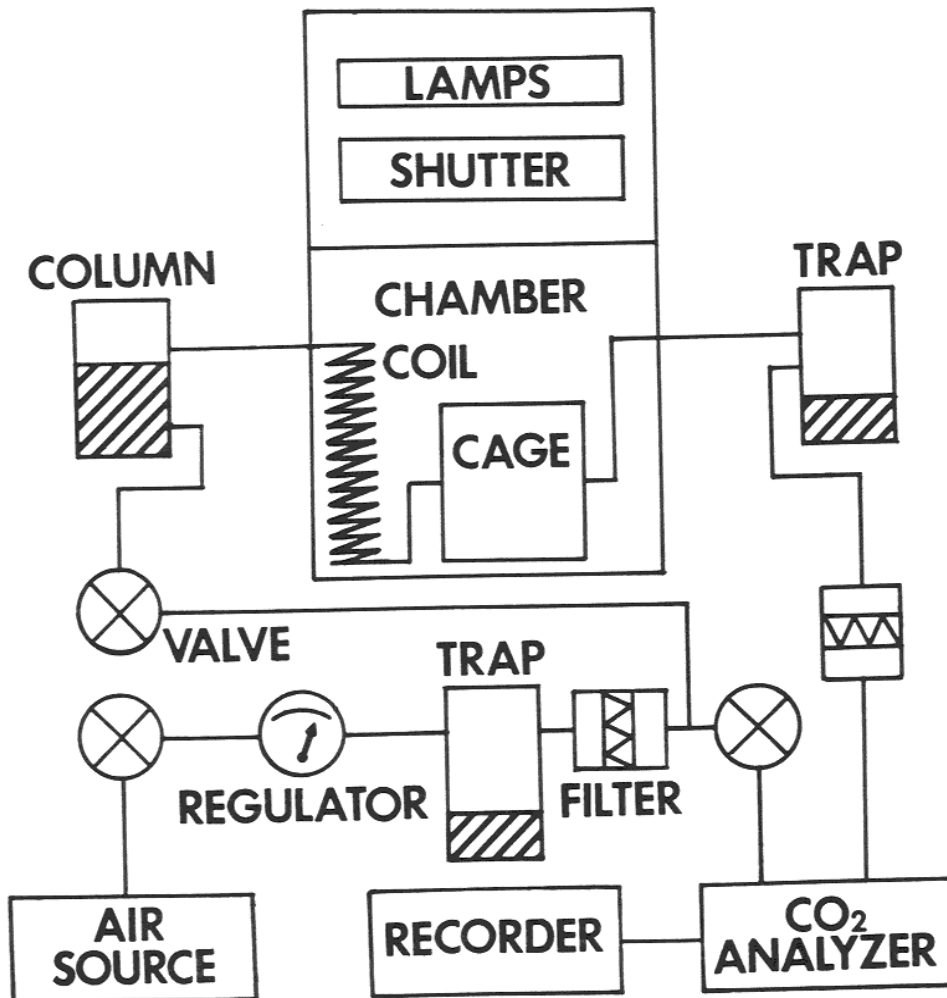 LAMPS
SHUTTER
COLUMN
TRAP
CHAMBER
COIL
CAGE
VALVE
TRAP
REGULATOR
FILTER
AIR
SOURCE
RECORDER
CO₂
ANALYZER